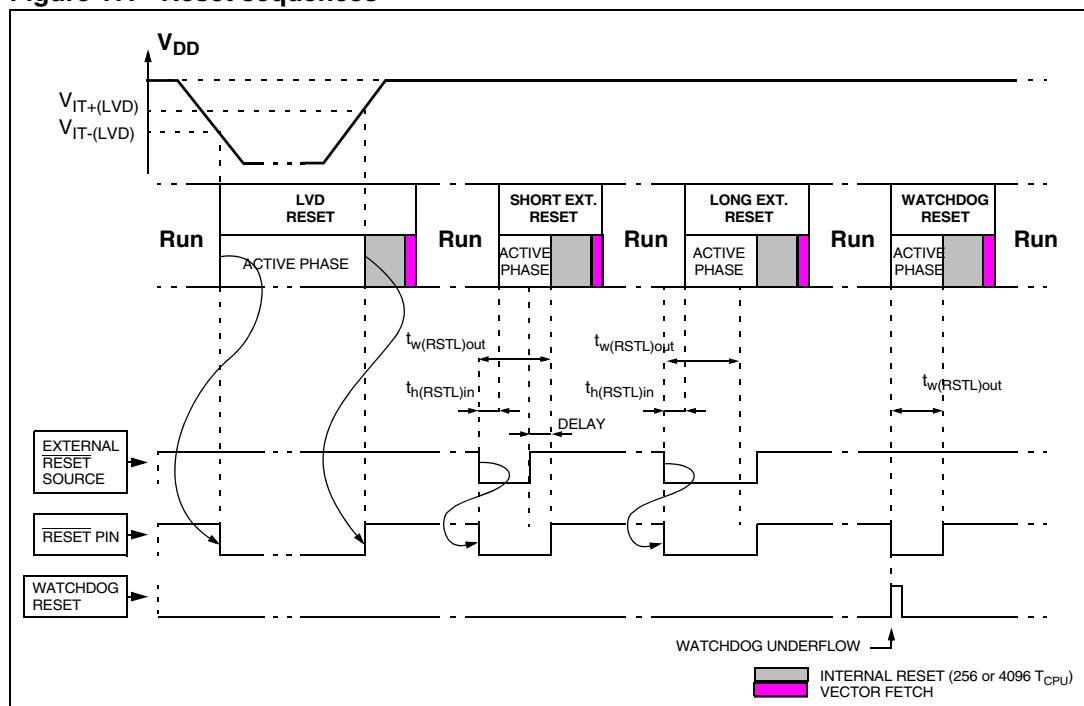 Reset sequences
VDD
VIT+(LVD)
VIT-(LVD)
LVD
RESET
SHORT EXT.
RESET
LONG EXT.
RESET
WATCHDOG
RESET
Run
Run
Run
Run
Run
ACTIVE PHASE
ACTIVE
PHASE
ACTIVE
PHASE
ACTIVE
PHASE
tw(RSTL)out
tw(RSTL)out
th(RSTL)in
th(RSTL)in
tw(RSTL)out
DELAY
EXTERNAL
RESET
SOURCE
RESET PIN
WATCHDOG
RESET
WATCHDOG UNDERFLOW
INTERNAL RESET (256 or 4096 TCPU)
VECTOR FETCH